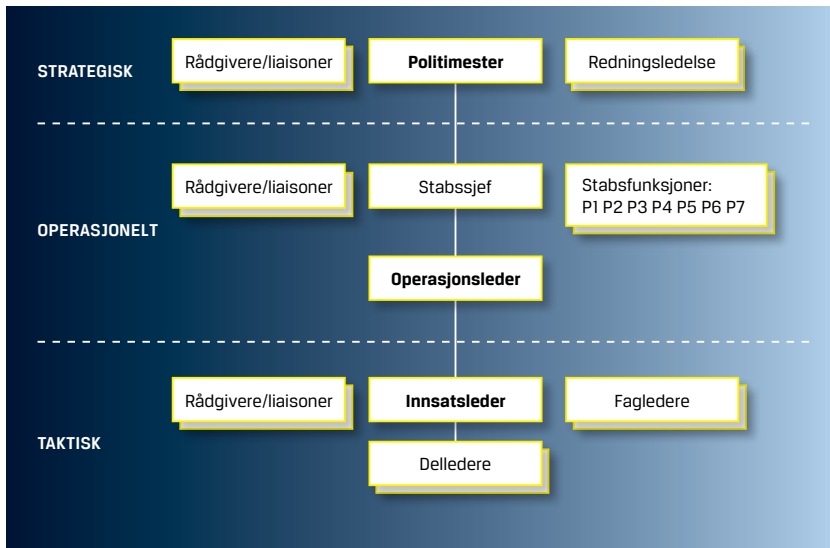 STRATEGISK
Rådgivere/liaisoner
Politimester
Redningsledelse
OPERASJONELT
Rådgivere/liaisoner
Stabssjef
Stabsfunksjoner:
P1 P2 P3 P4 P5 P6 P7
Operasjonsleder
TAKTISK
Rådgivere/liaisoner
Innsatsleder
Fagledere
Delledere